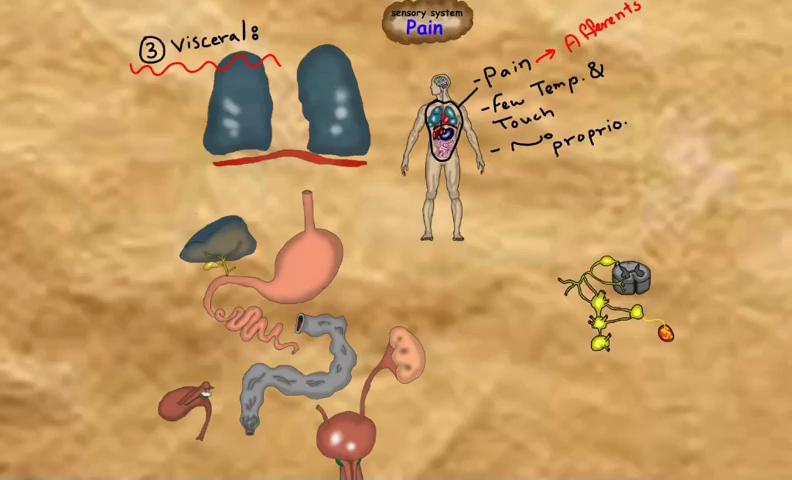 sensory system
Pain
③ Visceral:
- Pain → Afferents
- Few Temp. &
Touch
- No proprio.